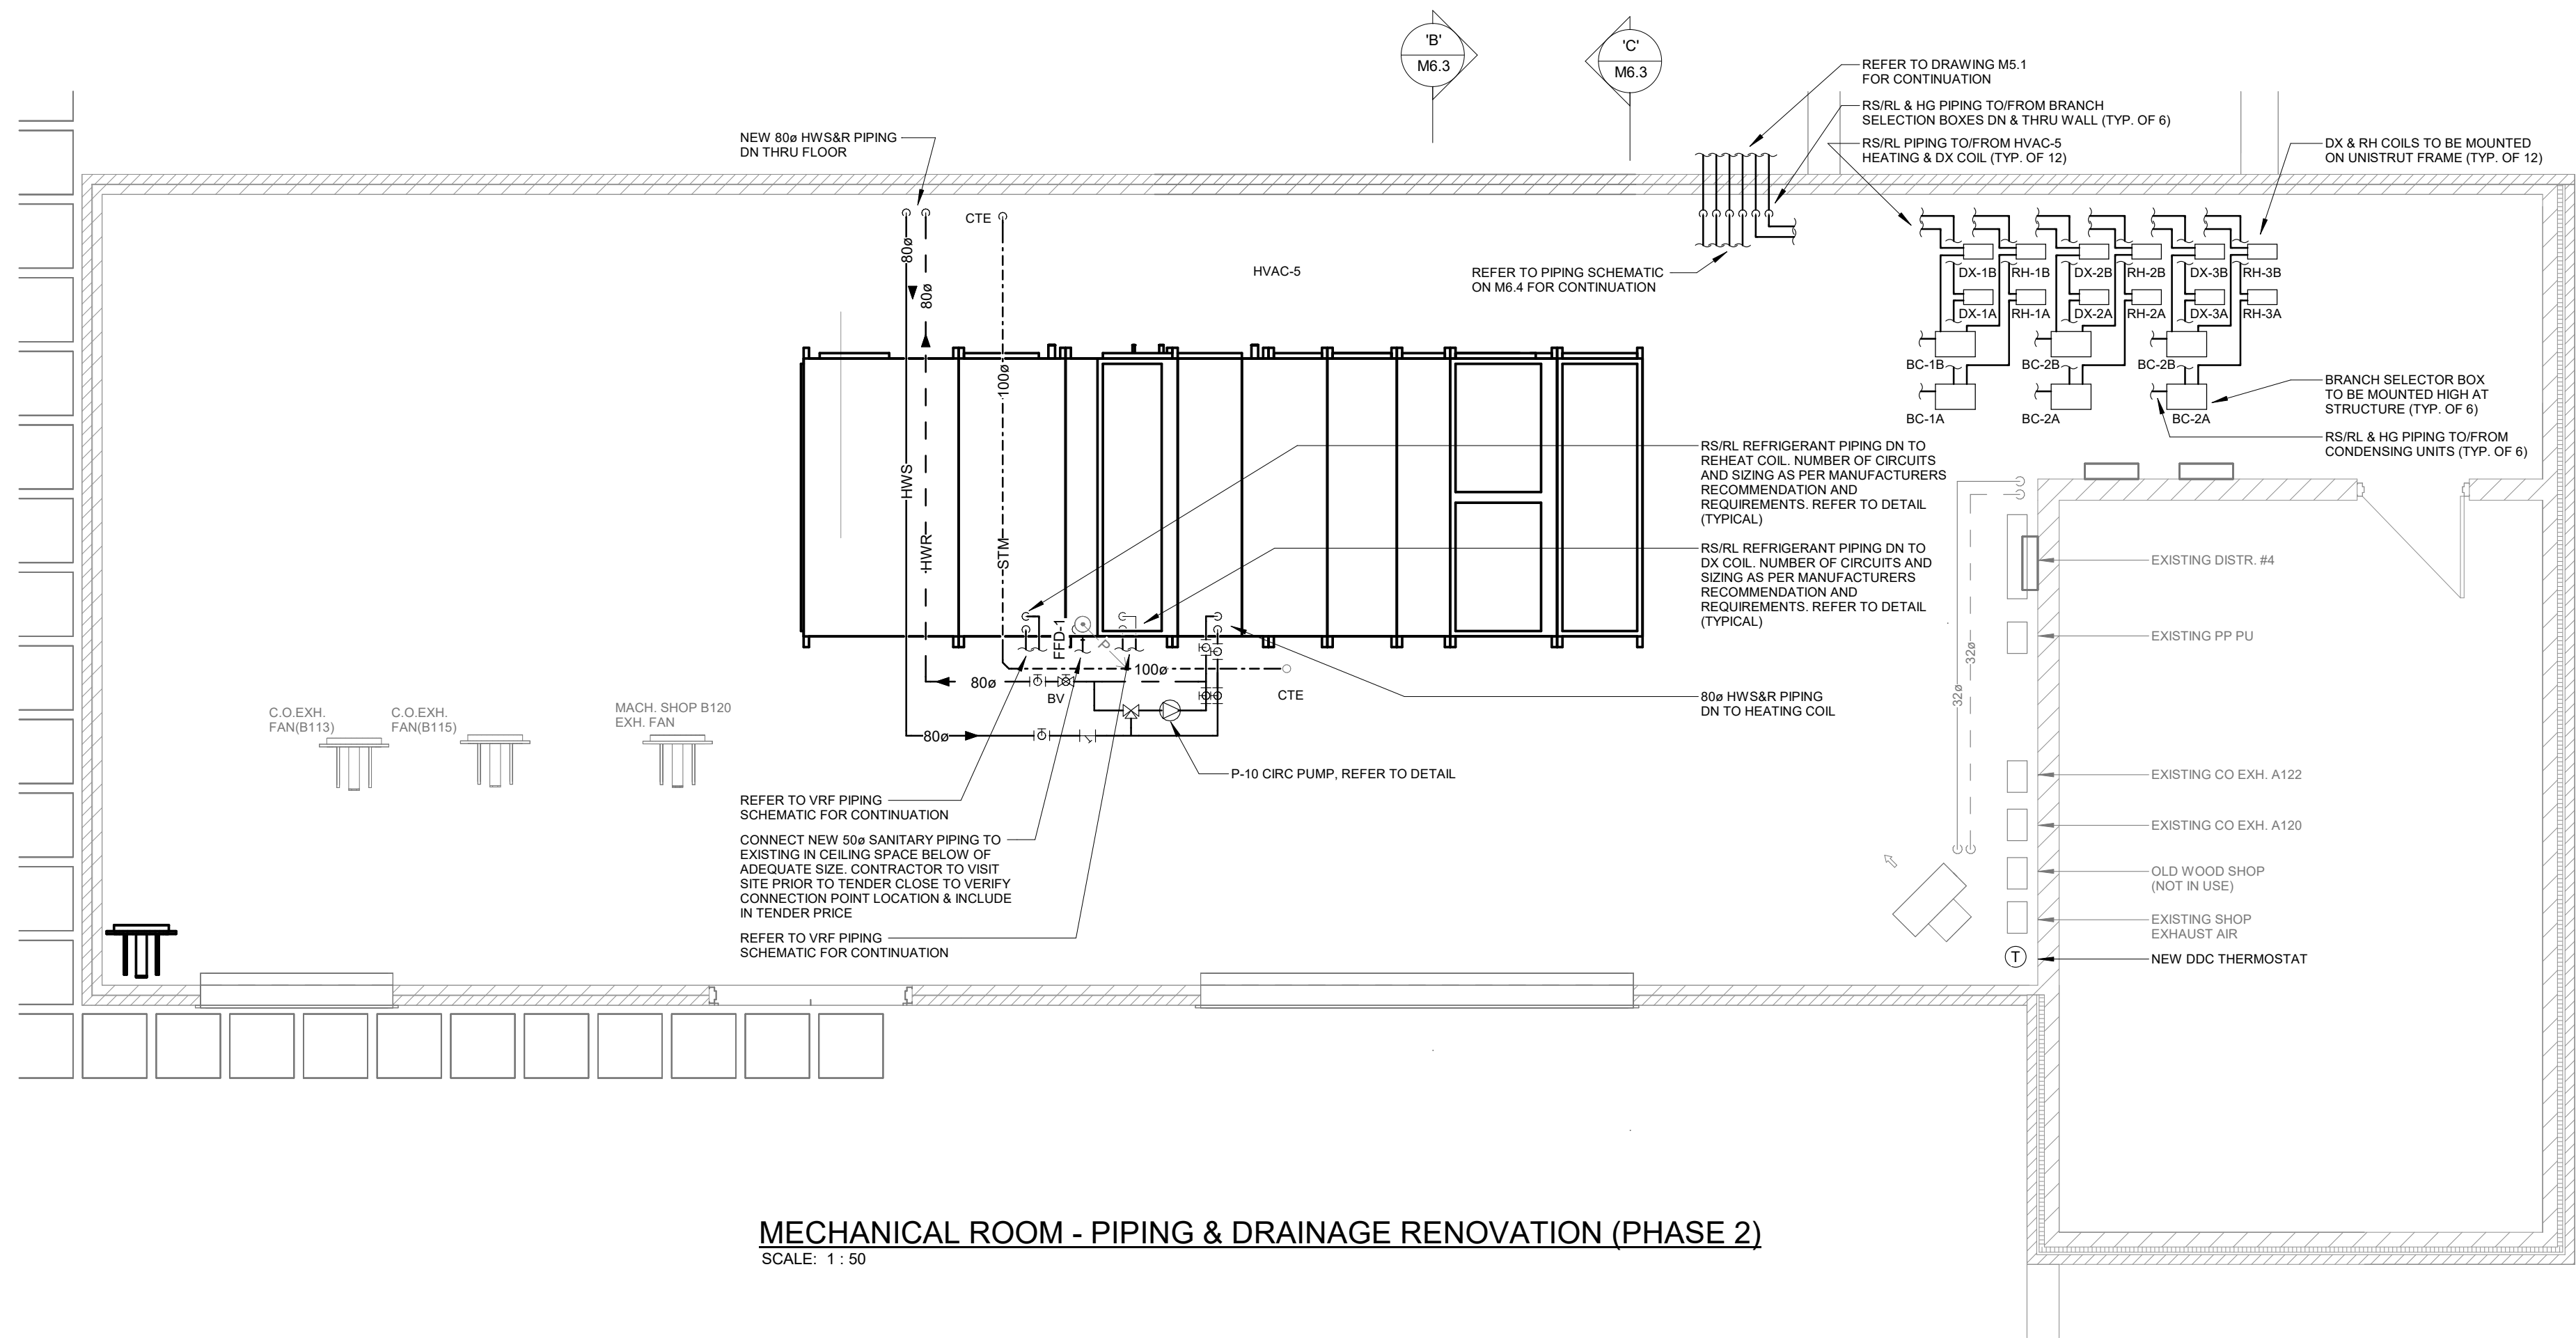 'B'
M6.3
'C'
M6.3
REFER TO DRAWING M5.1
FOR CONTINUATION
RS/RL & HG PIPING TO/FROM BRANCH
SELECTION BOXES DN & THRU WALL (TYP. OF 6)
RS/RL PIPING TO/FROM HVAC-5
HEATING & DX COIL (TYP. OF 12)
DX & RH COILS TO BE MOUNTED
ON UNISTRUT FRAME (TYP. OF 12)
NEW 80ø HWS&R PIPING
DN THRU FLOOR
CTE
80ø
80ø
HVAC-5
REFER TO PIPING SCHEMATIC
ON M6.4 FOR CONTINUATION
DX-1B
RH-1B
DX-2B
RH-2B
DX-3B
RH-3B
DX-1A
RH-1A
DX-2A
RH-2A
DX-3A
RH-3A
BC-1B
BC-2B
BC-2B
BC-1A
BC-2A
BC-2A
BRANCH SELECTOR BOX
TO BE MOUNTED HIGH AT
STRUCTURE (TYP. OF 6)
RS/RL & HG PIPING TO/FROM
CONDENSING UNITS (TYP. OF 6)
100ø
HWS
HWR
STM
RS/RL REFRIGERANT PIPING DN TO
REHEAT COIL. NUMBER OF CIRCUITS
AND SIZING AS PER MANUFACTURERS
RECOMMENDATION AND
REQUIREMENTS. REFER TO DETAIL
(TYPICAL)
RS/RL REFRIGERANT PIPING DN TO
DX COIL. NUMBER OF CIRCUITS AND
SIZING AS PER MANUFACTURERS
RECOMMENDATION AND
REQUIREMENTS. REFER TO DETAIL
(TYPICAL)
EXISTING DISTR. #4
EXISTING PP PU
32ø
32ø
FFD-1
P
100ø
80ø
BV
CTE
80ø HWS&R PIPING
DN TO HEATING COIL
80ø
C.O.EXH.
FAN(B113)
C.O.EXH.
FAN(B115)
MACH. SHOP B120
EXH. FAN
P-10 CIRC PUMP, REFER TO DETAIL
EXISTING CO EXH. A122
EXISTING CO EXH. A120
OLD WOOD SHOP
(NOT IN USE)
EXISTING SHOP
EXHAUST AIR
T
NEW DDC THERMOSTAT
REFER TO VRF PIPING
SCHEMATIC FOR CONTINUATION
CONNECT NEW 50ø SANITARY PIPING TO
EXISTING IN CEILING SPACE BELOW OF
ADEQUATE SIZE. CONTRACTOR TO VISIT
SITE PRIOR TO TENDER CLOSE TO VERIFY
CONNECTION POINT LOCATION & INCLUDE
IN TENDER PRICE
REFER TO VRF PIPING
SCHEMATIC FOR CONTINUATION
MECHANICAL ROOM - PIPING & DRAINAGE RENOVATION (PHASE 2)
SCALE: 1 : 50